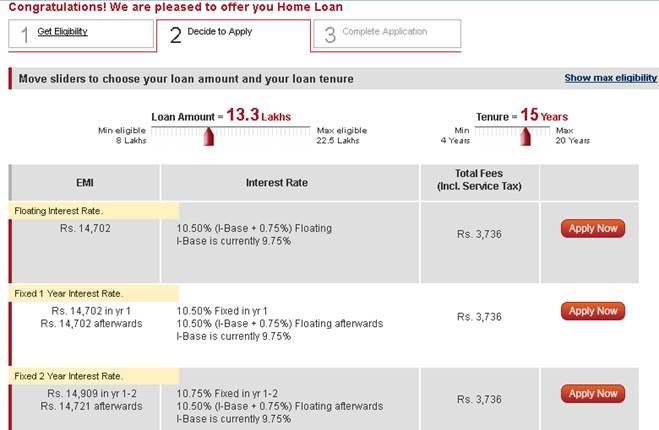 Congratulations! We are pleased to offer you Home Loan
1 Get Eligibility
2 Decide to Apply
3 Complete Application
Move sliders to choose your loan amount and your loan tenure
Show max eligibility
Loan Amount = 13.3 Lakhs
Min eligible
8 Lakhs
Max eligible
22.5 Lakhs
Tenure = 15 Years
Min
4 Years
Max
20 Years
EMI
Interest Rate
Total Fees
(Incl. Service Tax)
Floating Interest Rate.
Rs. 14,702
10.50% (I-Base + 0.75%) Floating
I-Base is currently 9.75%
Rs. 3,736
Apply Now
Fixed 1 Year Interest Rate.
Rs. 14,702 in yr 1
Rs. 14,702 afterwards
10.50% Fixed in yr 1
10.50% (I-Base + 0.75%) Floating afterwards
I-Base is currently 9.75%
Rs. 3,736
Apply Now
Fixed 2 Year Interest Rate.
Rs. 14,909 in yr 1-2
Rs. 14,721 afterwards
10.75% Fixed in yr 1-2
10.50% (I-Base + 0.75%) Floating afterwards
I-Base is currently 9.75%
Rs. 3,736
Apply Now